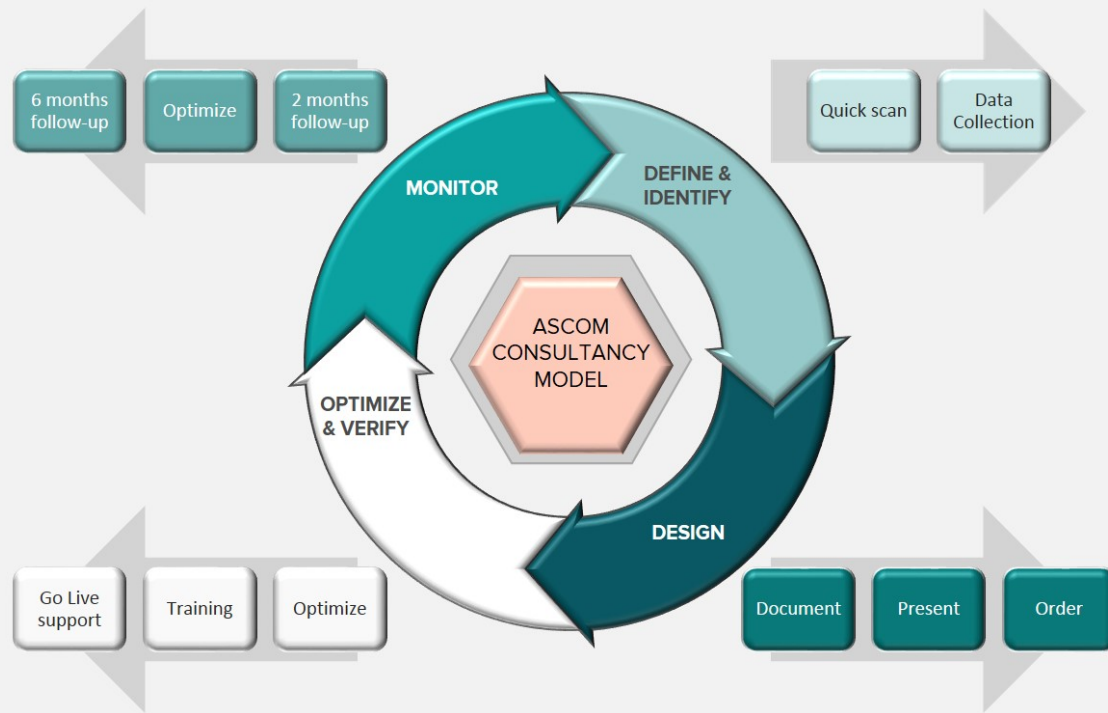 6 months
follow-up
Optimize
2 months
follow-up
Quick scan
Data
Collection
MONITOR
DEFINE &
IDENTIFY
ASCOM
CONSULTANCY
MODEL
OPTIMIZE
& VERIFY
DESIGN
Go Live
support
Training
Optimize
Document
Present
Order